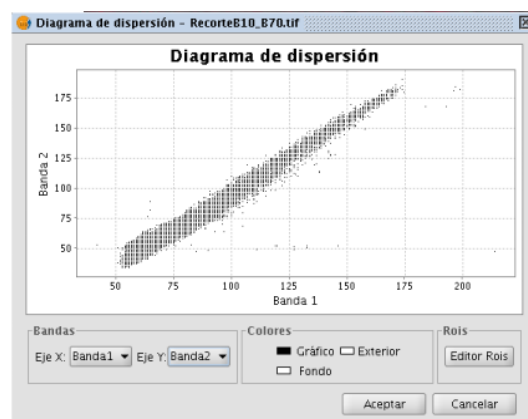 Diagrama de dispersión - RecorteB10_B70.tif
Diagrama de dispersión
175
150
125
100
75
50
Banda 2
50 75 100 125 150 175 200
Banda 1
Bandas
Eje X: Banda1 Eje Y: Banda2
Colores
Gráfico Exterior
Fondo
Rois
Editor Rois
Aceptar Cancelar